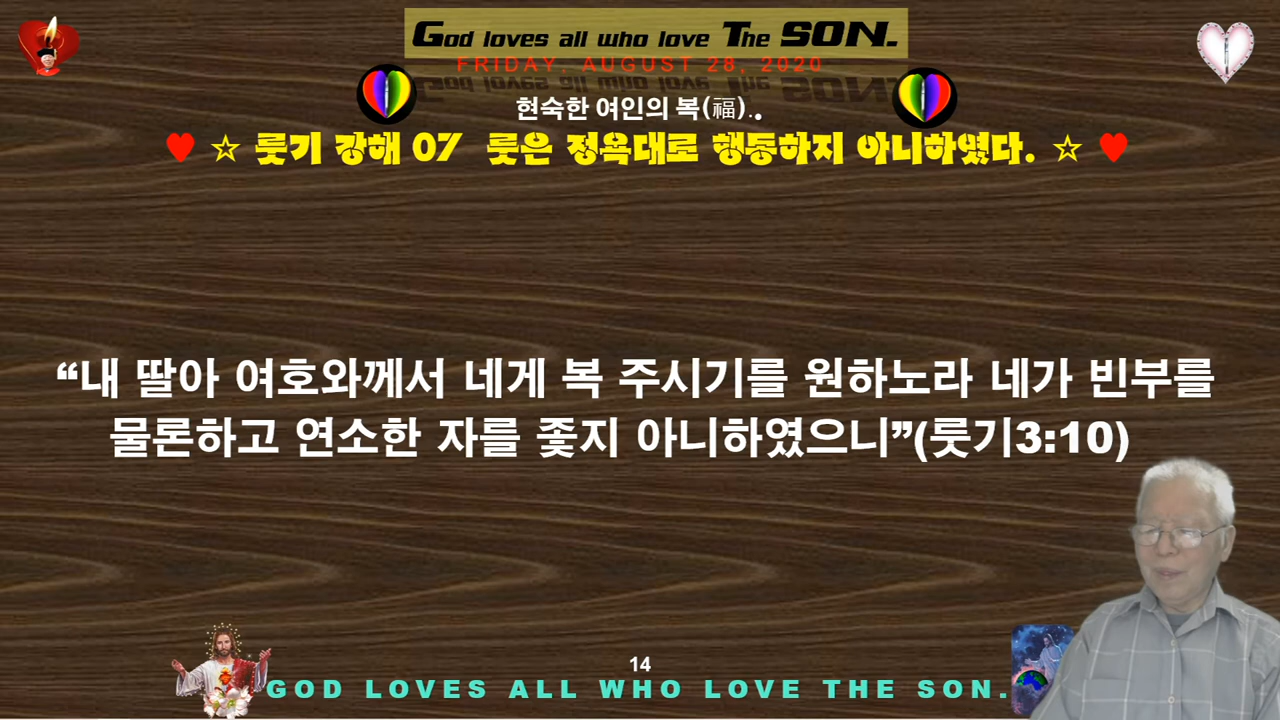 God loves all who love The SON.
FRIDAY, AUGUST 28, 2020
현숙한 여인의 복(福)..
♥ ☆ 룻기 강해 07 룻은 정욕대로 행동하지 아니하였다. ☆ ♥
“내 딸아 여호와께서 네게 복 주시기를 원하노라 네가 빈부를
물론하고 연소한 자를 좇지 아니하였으니”(룻기3:10)
14
GOD LOVES ALL WHO LOVE THE SON.